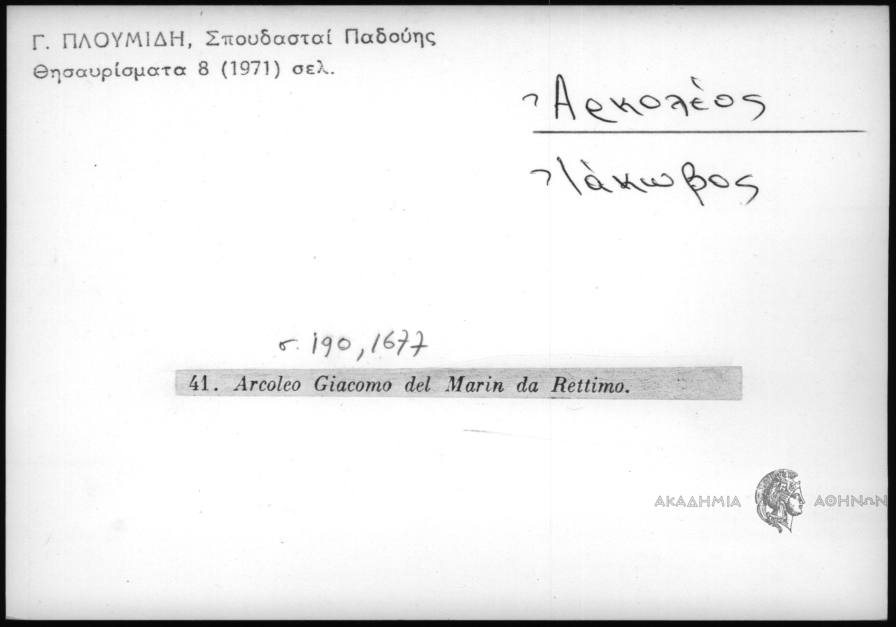 Γ. ΠΛΟΥΜΙΔΗ, Σπουδασταί Παδούης
Θησαυρίσματα 8 (1971) σελ.
Ἀρκολέος
Ἰάκωβος
σ. 190, 1677
41. Arcoleo Giacomo del Marin da Rettimo.
ΑΚΑΔΗΜΙΑ ΑΘΗΝΩΝ